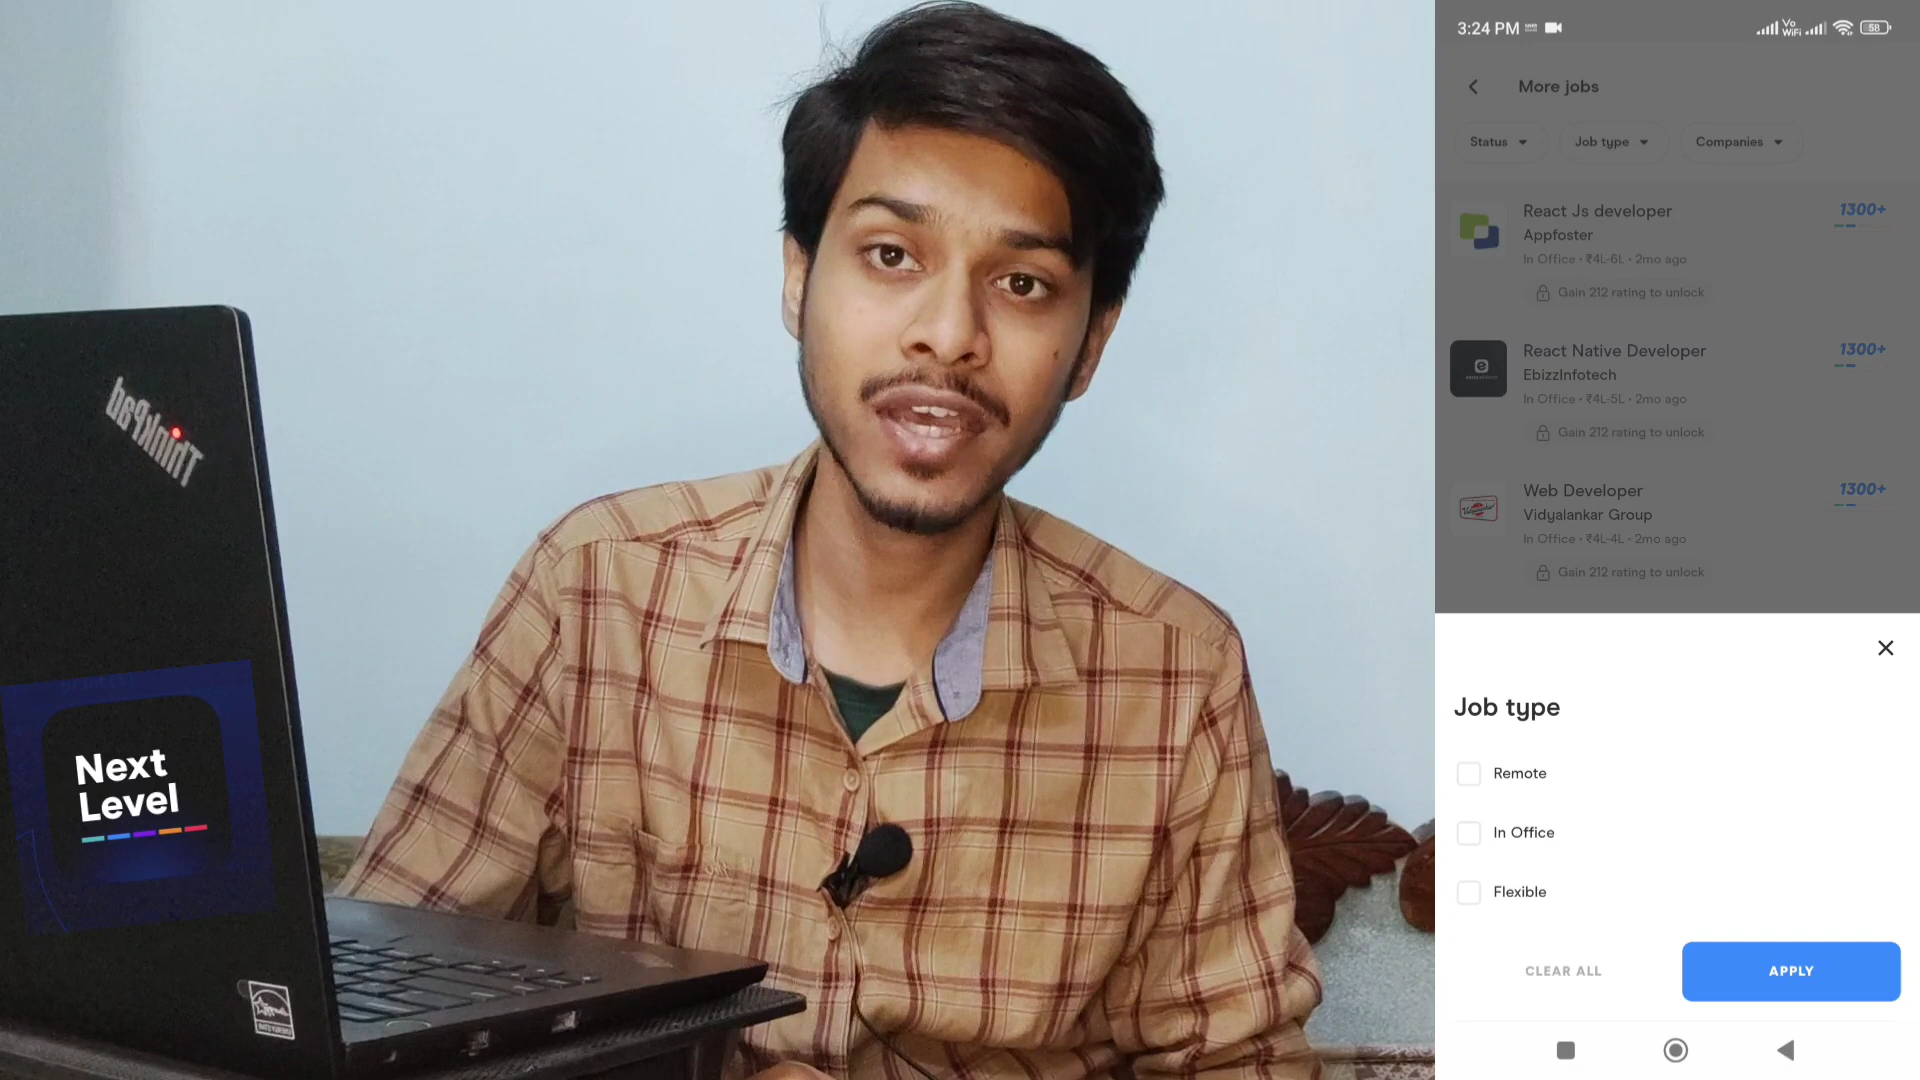 ThinkPad
Next
Level
3:24 PM
Vo
WiFi
58
More jobs
Status
Job type
Companies
React Js developer
1300+
Appfoster
In Office • ₹4L-6L • 2mo ago
Gain 212 rating to unlock
React Native Developer
1300+
EbizzInfotech
In Office • ₹4L-5L • 2mo ago
Gain 212 rating to unlock
Web Developer
1300+
Vidyalankar Group
In Office • ₹4L-4L • 2mo ago
Gain 212 rating to unlock
Job type
Remote
In Office
Flexible
CLEAR ALL
APPLY